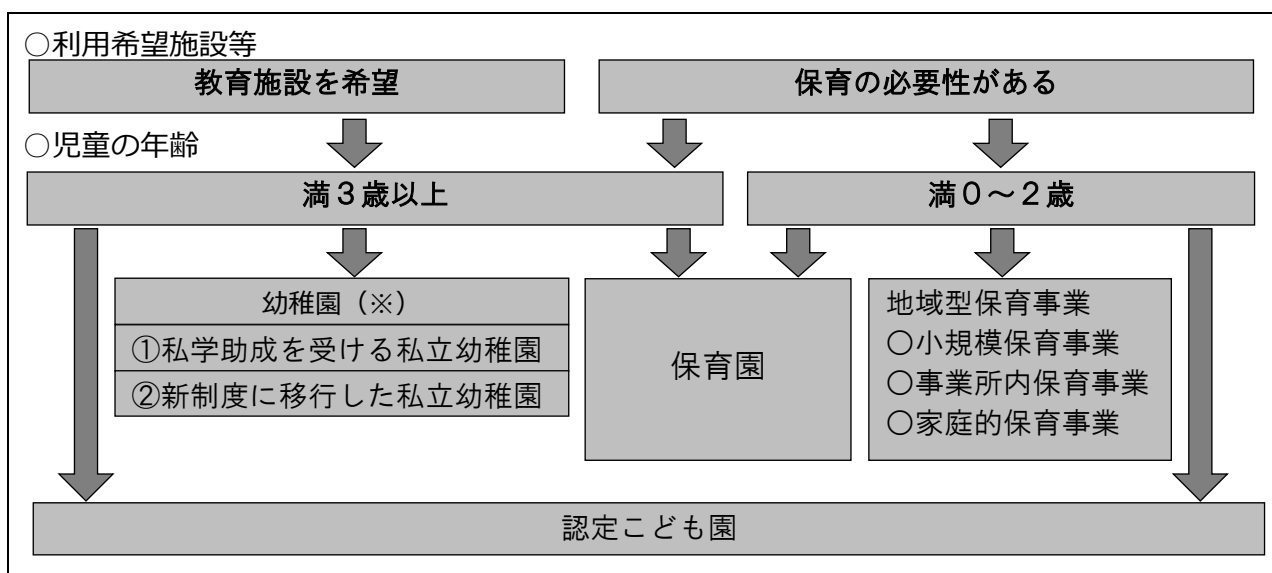 ○利用希望施設等
教育施設を希望
保育の必要性がある
○児童の年齢
満３歳以上
満０～２歳
幼稚園（※）
①私学助成を受ける私立幼稚園
②新制度に移行した私立幼稚園
保育園
地域型保育事業
○小規模保育事業
○事業所内保育事業
○家庭的保育事業
認定こども園